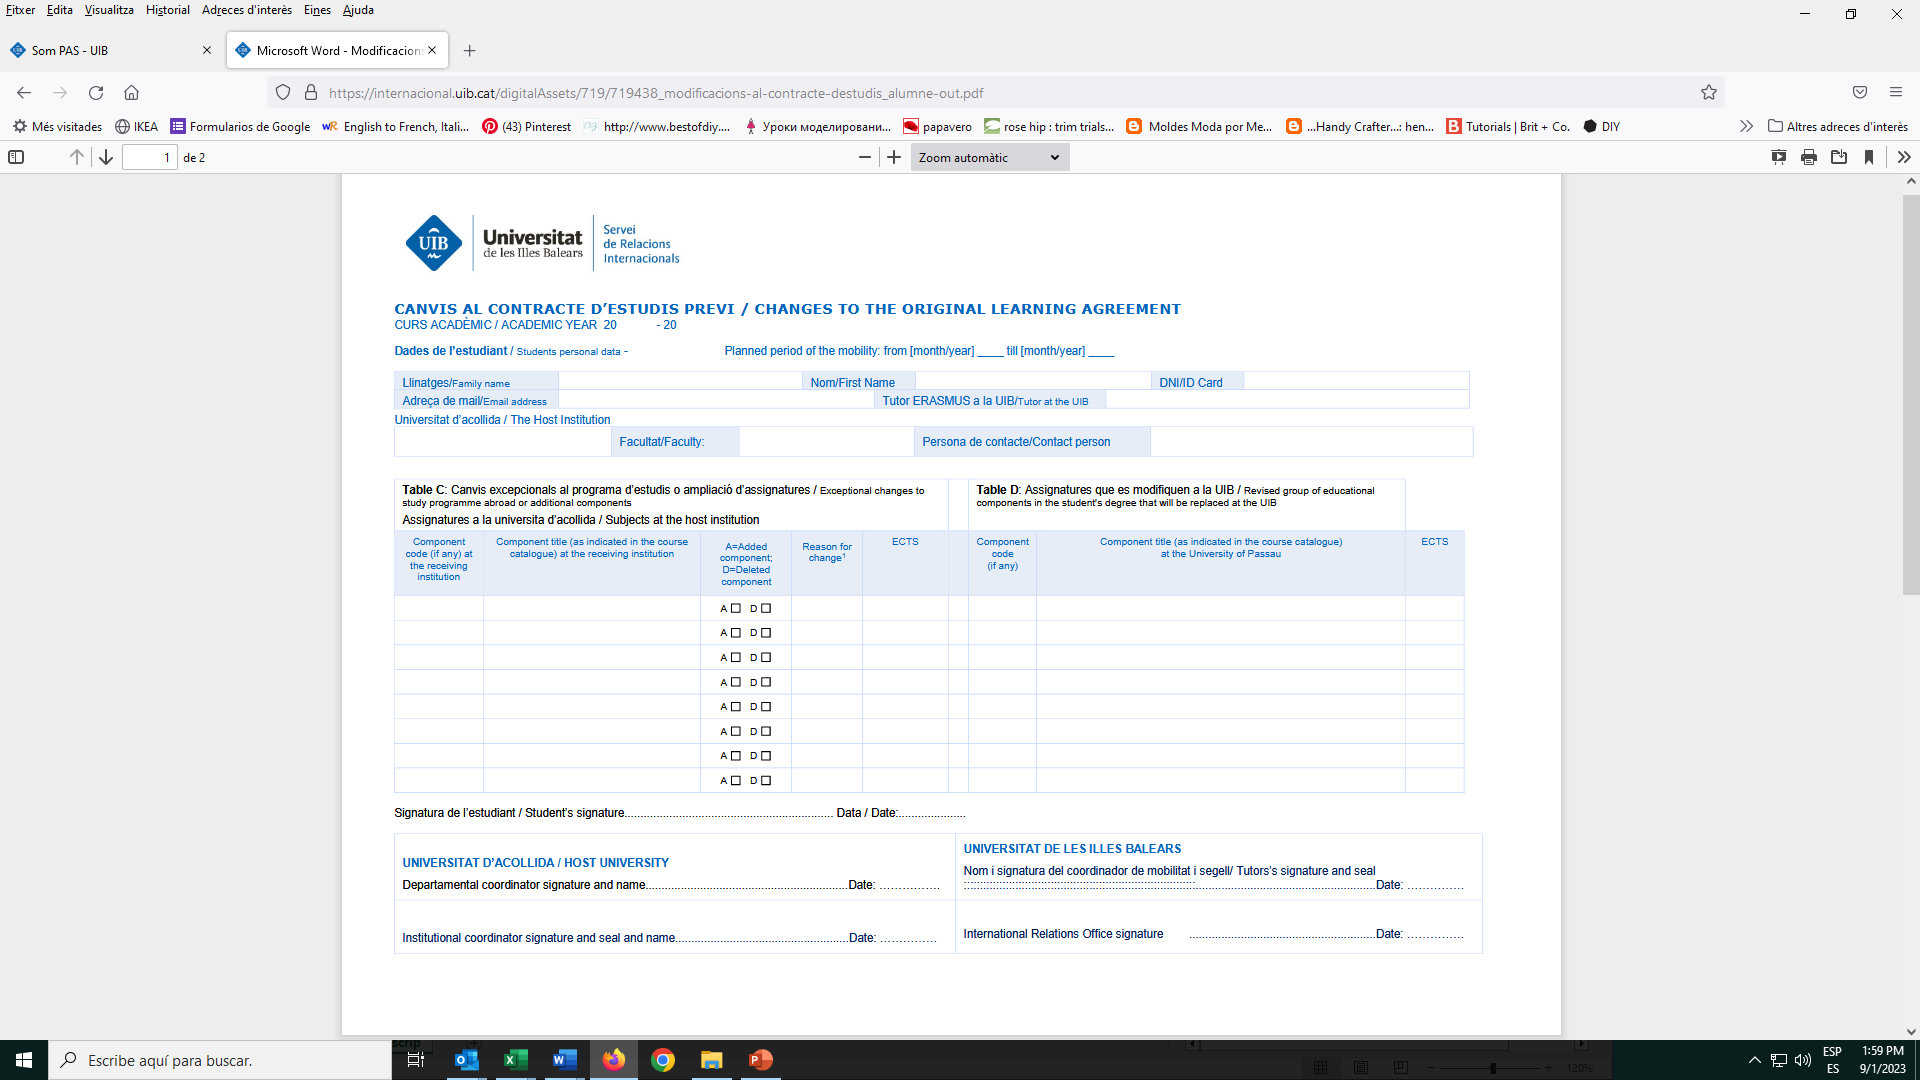 Fitxer Edita Visualitza Historial Adreces d'interès Eines Ajuda
Som PAS - UIB
Microsoft Word - Modificacions
https://internacional.uib.cat/digitalAssets/719/719438_modificacions-al-contracte-destudis_alumne-out.pdf
Més visitades IKEA Formularios de Google English to French, Itali... (43) Pinterest http://www.bestofdiy.... Уроки моделировани... papavero rose hip : trim trials... Moldes Moda por Me... ...Handy Crafter...: hen... Tutorials | Brit + Co. DIY Altres adreces d'interès
1 de 2 Zoom automàtic
UIB
Universitat
de les Illes Balears
Servei
de Relacions
Internacionals
CANVIS AL CONTRACTE D'ESTUDIS PREVI / CHANGES TO THE ORIGINAL LEARNING AGREEMENT
CURS ACADÈMIC / ACADEMIC YEAR 20 - 20
Dades de l'estudiant / Students personal data - Planned period of the mobility: from [month/year] ____ till [month/year] ____
Llinatges/Family name Nom/First Name DNI/ID Card
Adreça de mail/Email address Tutor ERASMUS a la UIB/Tutor at the UIB
Universitat d'acollida / The Host Institution
Facultat/Faculty: Persona de contacte/Contact person
Table C: Canvis excepcionals al programa d'estudis o ampliació d'assignatures / Exceptional changes to
study programme abroad or additional components
Assignatures a la universita d'acollida / Subjects at the host institution
Table D: Assignatures que es modifiquen a la UIB / Revised group of educational
components in the student's degree that will be replaced at the UIB
Component
code (if any) at
the receiving
institution
Component title (as indicated in the course
catalogue) at the receiving institution
A=Added
component;
D=Deleted
component
Reason for
change1
ECTS
Component
code
(if any)
Component title (as indicated in the course catalogue)
at the University of Passau
ECTS
A ☐ D ☐
A ☐ D ☐
A ☐ D ☐
A ☐ D ☐
A ☐ D ☐
A ☐ D ☐
A ☐ D ☐
A ☐ D ☐
Signatura de l'estudiant / Student's signature.................................................................. Data / Date:.....................
UNIVERSITAT D'ACOLLIDA / HOST UNIVERSITY
Departamental coordinator signature and name................................................................Date: ……………
Institutional coordinator signature and seal and name......................................................Date: ……………
UNIVERSITAT DE LES ILLES BALEARS
Nom i signatura del coordinador de mobilitat i segell/ Tutors's signature and seal
..................................................................................................................Date: ……………
International Relations Office signature ..........................................................Date: ……………
Escribe aquí para buscar.
120%
ESP
ES
1:59 PM
9/1/2023